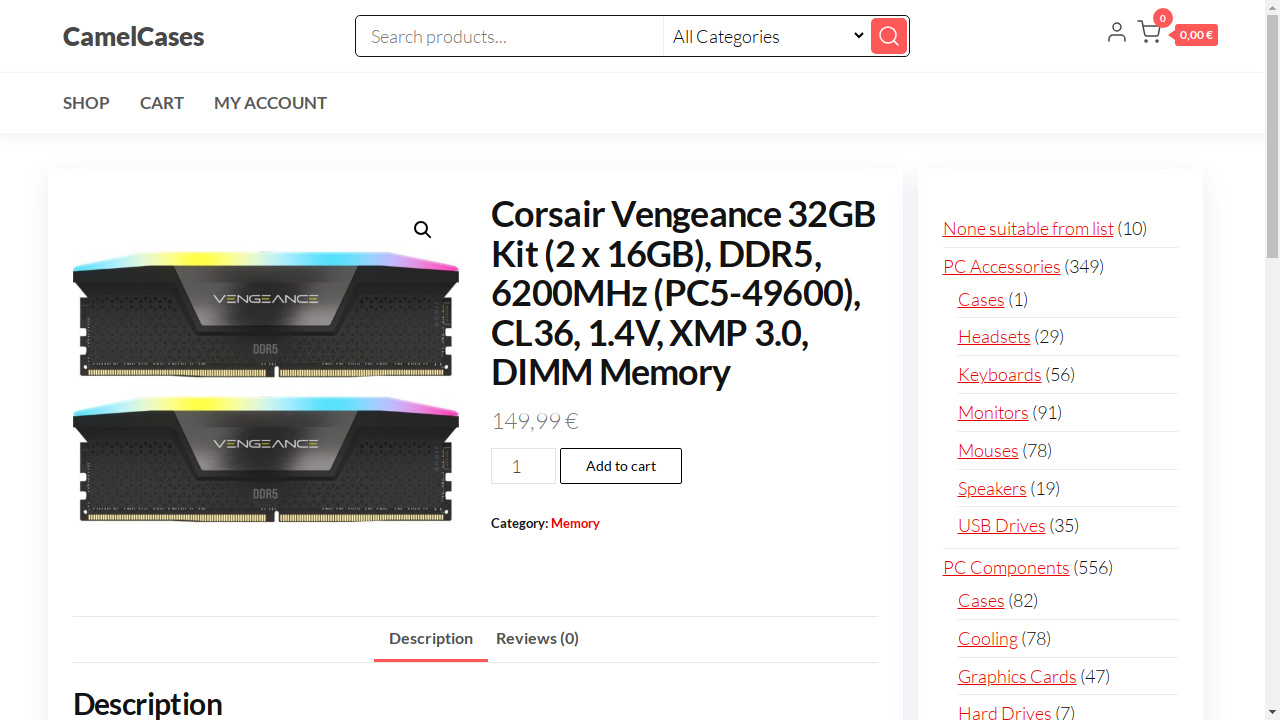 CamelCases
Search products...
All Categories
0
0,00 €
SHOP
CART
MY ACCOUNT
VENGEANCE
DDR5
VENGEANCE
DDR5
Corsair Vengeance 32GB
Kit (2 x 16GB), DDR5,
6200MHz (PC5-49600),
CL36, 1.4V, XMP 3.0,
DIMM Memory
149,99 €
1
Add to cart
Category: Memory
Description
Reviews (0)
Description
None suitable from list (10)
PC Accessories (349)
Cases (1)
Headsets (29)
Keyboards (56)
Monitors (91)
Mouses (78)
Speakers (19)
USB Drives (35)
PC Components (556)
Cases (82)
Cooling (78)
Graphics Cards (47)
Hard Drives (7)